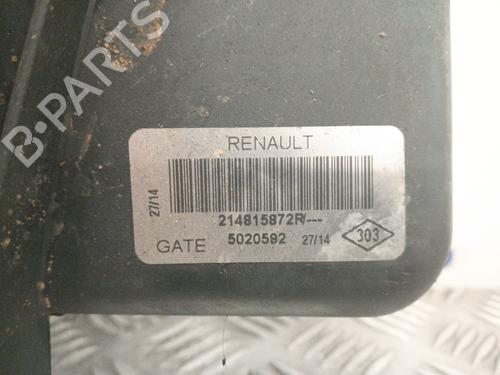 B-PARTS
RENAULT
27/14
214815872R/---
GATE 5020592 27/14 303